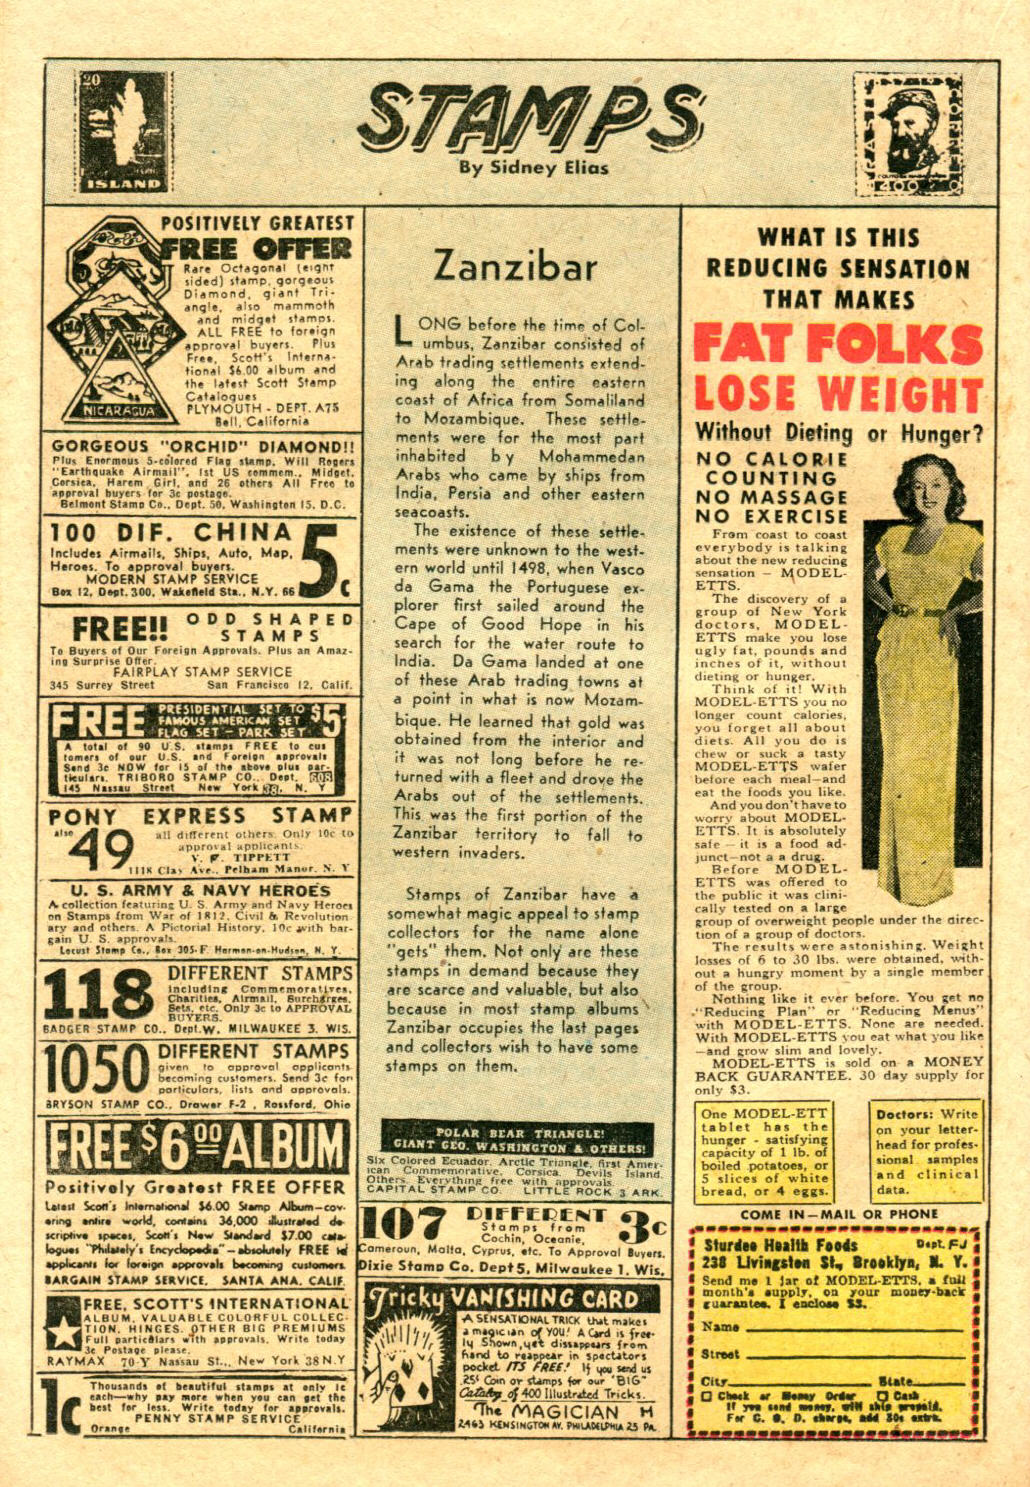 20
ISLAND
STAMPS
By Sidney Elias
400
POSITIVELY GREATEST
FREE OFFER
Rare Octagonal (eight
sided) stamp, gorgeous
Diamond, giant Tri-
angle, also mammoth
and midget stamps.
ALL FREE to foreign
approval buyers. Plus
Free, Scott's Interna-
tional $6.00 album and
the latest Scott Stamp
Catalogues
PLYMOUTH - DEPT. A75
Bell, California
NICARAGUA
GORGEOUS "ORCHID" DIAMOND!!
Plus Enormous 5-colored Flag stamp, Will Rogers
"Earthquake Airmail", 1st US commem., Midget,
Corsica, Harem Girl, and 26 others All Free to
approval buyers for 3c postage.
Belmont Stamp Co., Dept. 50, Washington 15, D.C.
100 DIF. CHINA 5c
Includes Airmails, Ships, Auto, Map,
Heroes. To approval buyers.
MODERN STAMP SERVICE
Box 12, Dept. 300, Wakefield Sta., N.Y. 66
FREE!! ODD SHAPED
STAMPS
To Buyers of Our Foreign Approvals. Plus an Amaz-
ing Surprise Offer.
FAIRPLAY STAMP SERVICE
345 Surrey Street San Francisco 12, Calif.
FREE PRESIDENTIAL SET TO $5
FAMOUS AMERICAN SET
FLAG SET - PARK SET
A total of 90 U.S. stamps FREE to cus
tomers of our U.S. and Foreign approvals
Send 3c NOW for 15 of the above plus par-
ticulars. TRIBORO STAMP CO., Dept. 608
145 Nassau Street New York 38, N. Y
PONY EXPRESS STAMP
also 49 all different others. Only 10c to
approval applicants.
V. F. TIPPETT
1118 Clay Ave., Pelham Manor, N. Y
U. S. ARMY & NAVY HEROES
A collection featuring U. S. Army and Navy Heroes
on Stamps from War of 1812, Civil & Revolution
ary and others. A Pictorial History, 10c with bar-
gain U. S. approvals.
Locust Stamp Co., Box 305-F Harmon-on-Hudson, N. Y.
118 DIFFERENT STAMPS
Including Commemoratives,
Charities, Airmail, Surcharges,
Sets, etc. Only 3c to APPROVAL
BUYERS.
BADGER STAMP CO., Dept. W, MILWAUKEE 3, WIS.
1050 DIFFERENT STAMPS
given to approval applicants
becoming customers. Send 3c for
particulars, lists and approvals.
BRYSON STAMP CO., Drawer F-2 , Rossford, Ohio
FREE $6.00 ALBUM
Positively Greatest FREE OFFER
Latest Scott's International $6.00 Stamp Album—cov-
ering entire world, contains 36,000 illustrated de-
scriptive spaces, Scott's New Standard $7.00 cata-
logues "Philately's Encyclopedia"—absolutely FREE to
applicants for foreign approvals becoming customers.
BARGAIN STAMP SERVICE, SANTA ANA, CALIF.
FREE, SCOTT'S INTERNATIONAL
ALBUM, VALUABLE COLORFUL COLLEC-
TION, HINGES, OTHER BIG PREMIUMS
Full particulars with approvals. Write today
3c Postage please.
RAYMAX 70-Y Nassau St.., New York 38 N.Y
1c Thousands of beautiful stamps at only 1c
each—why pay more when you can get the
best for less. Write today for approvals.
PENNY STAMP SERVICE
Orange California
Zanzibar
LONG before the time of Col-
umbus, Zanzibar consisted of
Arab trading settlements extend-
ing along the entire eastern
coast of Africa from Somaliland
to Mozambique. These settle-
ments were for the most part
inhabited by Mohammedan
Arabs who came by ships from
India, Persia and other eastern
seacoasts.
The existence of these settle-
ments were unknown to the west-
ern world until 1498, when Vasco
da Gama the Portuguese ex-
plorer first sailed around the
Cape of Good Hope in his
search for the water route to
India. Da Gama landed at one
of these Arab trading towns at
a point in what is now Mozam-
bique. He learned that gold was
obtained from the interior and
it was not long before he re-
turned with a fleet and drove the
Arabs out of the settlements.
This was the first portion of the
Zanzibar territory to fall to
western invaders.
Stamps of Zanzibar have a
somewhat magic appeal to stamp
collectors for the name alone
"gets" them. Not only are these
stamps in demand because they
are scarce and valuable, but also
because in most stamp albums
Zanzibar occupies the last pages
and collectors wish to have some
stamps on them.
POLAR BEAR TRIANGLE!
GIANT GEO. WASHINGTON & OTHERS!
Six Colored Ecuador, Arctic Triangle, first Amer-
ican Commemorative, Corsica, Devils Island.
Others. Everything free with approvals.
CAPITAL STAMP CO. LITTLE ROCK 3 ARK.
107 DIFFERENT 3c
Stamps from
Cochin, Oceanie,
Cameroun, Malta, Cyprus, etc. To Approval Buyers.
Dixie Stamp Co. Dept 5, Milwaukee 1, Wis.
Tricky VANISHING CARD
A SENSATIONAL TRICK that makes
a magician of YOU! A Card is free-
ly Shown, yet dissappears from
hand to reappear in spectators
pocket IT'S FREE! If you send us
25¢ Coin or stamps for our "BIG"
Catalog of 400 Illustrated Tricks.
The MAGICIAN H
2463 KENSINGTON AV. PHILADELPHIA 25 PA.
WHAT IS THIS
REDUCING SENSATION
THAT MAKES
FAT FOLKS
LOSE WEIGHT
Without Dieting or Hunger?
NO CALORIE
COUNTING
NO MASSAGE
NO EXERCISE
From coast to coast
everybody is talking
about the new reducing
sensation — MODEL-
ETTS.
The discovery of a
group of New York
doctors, MODEL-
ETTS make you lose
ugly fat, pounds and
inches of it, without
dieting or hunger.
Think of it! With
MODEL-ETTS you no
longer count calories,
you forget all about
diets. All you do is
chew or suck a tasty
MODEL-ETTS wafer
before each meal—and
eat the foods you like.
And you don't have to
worry about MODEL-
ETTS. It is absolutely
safe — it is a food ad-
junct—not a a drug.
Before MODEL-
ETTS was offered to
the public it was clini-
cally tested on a large
group of overweight people under the direc-
tion of a group of doctors.
The results were astonishing. Weight
losses of 6 to 30 lbs. were obtained, with-
out a hungry moment by a single member
of the group.
Nothing like it ever before. You get no
"Reducing Plan" or "Reducing Menus"
with MODEL-ETTS. None are needed.
With MODEL-ETTS you eat what you like
—and grow slim and lovely.
MODEL-ETTS is sold on a MONEY
BACK GUARANTEE. 30 day supply for
only $3.
One MODEL-ETT
tablet has the
hunger - satisfying
capacity of 1 lb. of
boiled potatoes, or
5 slices of white
bread, or 4 eggs.
Doctors: Write
on your letter-
head for profes-
sional samples
and clinical
data.
COME IN—MAIL OR PHONE
Sturdee Health Foods Dept. FJ
238 Livingston St., Brooklyn, N. Y.
Send me 1 jar of MODEL-ETTS, a full
month's supply, on your money-back
guarantee. I enclose $3.
Name
Street
City State
Check or Money Order Cash
If you send money, will ship prepaid.
For C. O. D. charge, add 30c extra.